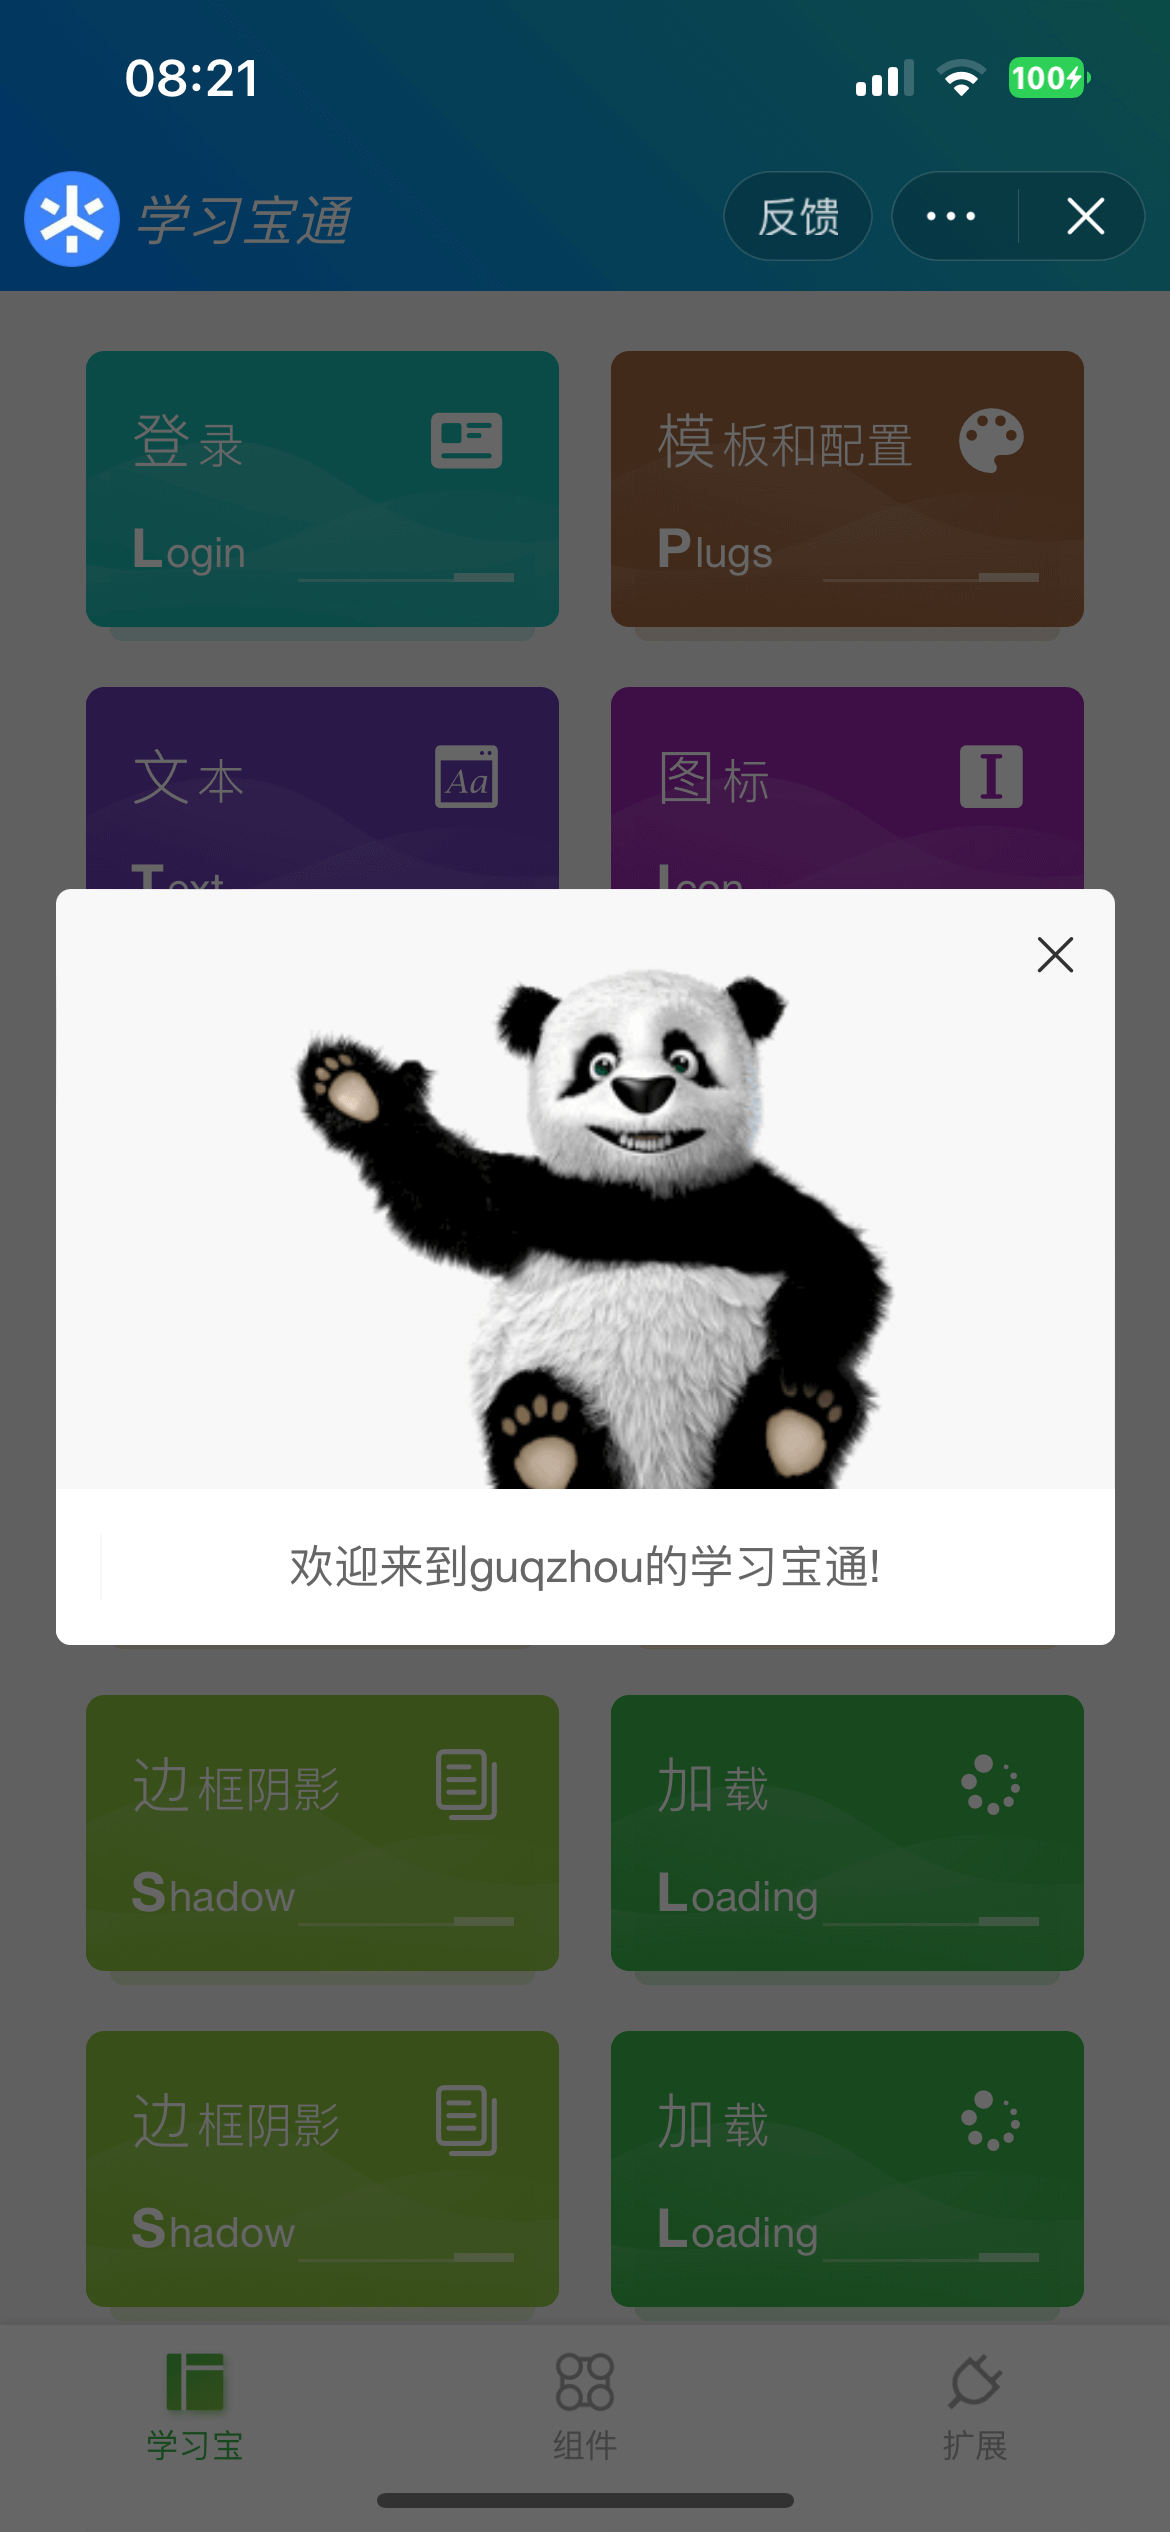 08:21
100
学习宝通
反馈
登录
Login
模板和配置
Plugs
文本
Aa
Text
图标
Icon
欢迎来到guqzhou的学习宝通!
边框阴影
Shadow
加载
Loading
边框阴影
Shadow
加载
Loading
学习宝
组件
扩展